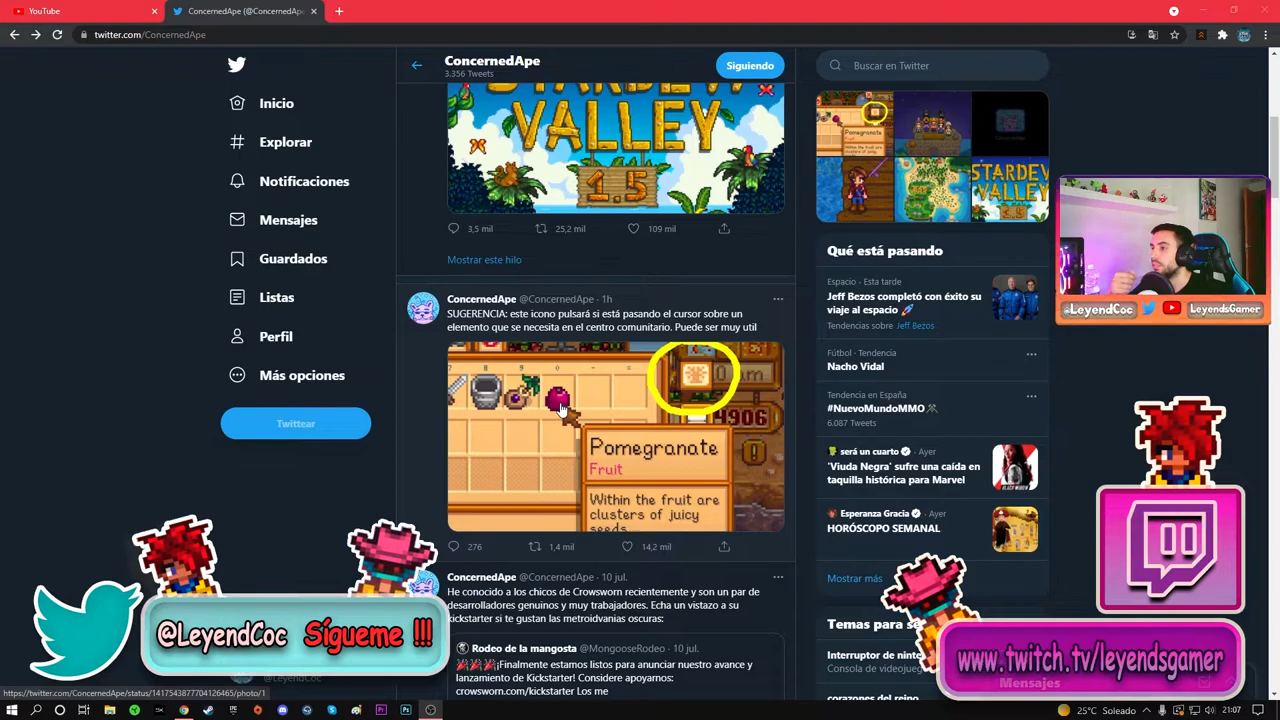 YouTube
ConcernedApe (@ConcernedApe
twitter.com/ConcernedApe
Inicio
Explorar
Notificaciones
Mensajes
Guardados
Listas
Perfil
Más opciones
Twittear
LeyendCoc
ConcernedApe
3.356 Tweets
Siguiendo
STARDEW
VALLEY
1.5
3,5 mil
25,2 mil
109 mil
Mostrar este hilo
ConcernedApe @ConcernedApe · 1h
SUGERENCIA: este icono pulsará si está pasando el cursor sobre un
elemento que se necesita en el centro comunitario. Puede ser muy util
Pomegranate
Fruit
Within the fruit are
clusters of juicy
seeds...
276
1,4 mil
14,2 mil
ConcernedApe @ConcernedApe · 10 jul.
He conocido a los chicos de Crowsworn recientemente y son un par de
desarrolladores genuinos y muy trabajadores. Echa un vistazo a su
kickstarter si te gustan las metroidvanias oscuras:
Rodeo de la mangosta @MongooseRodeo · 10 jul.
¡Finalmente estamos listos para anunciar nuestro avance y
lanzamiento de Kickstarter! Considere apoyarnos:
crowsworn.com/kickstarter Los me
Buscar en Twitter
Pomegranate
Fruit
STARDEW
Qué está pasando
Espacio · Esta tarde
Jeff Bezos completó con éxito su
viaje al espacio
Tendencias sobre Jeff Bezos
Fútbol · Tendencia
Nacho Vidal
Tendencia en España
#NuevoMundoMMO
6.087 Tweets
será un cuarto · Ayer
'Viuda Negra' sufre una caída en
taquilla histórica para Marvel
Esperanza Gracia · Ayer
HORÓSCOPO SEMANAL
Mostrar más
Temas para se
Interruptor de ninte
Consola de videojueg
corazones del reino
Mensajes
@LeyendCoc
LeyendsGamer
@LeyendCoc Sígueme !!!
www.twitch.tv/leyendsgamer
https://twitter.com/ConcernedApe/status/1417543877704126465/photo/1
25°C Soleado
21:07